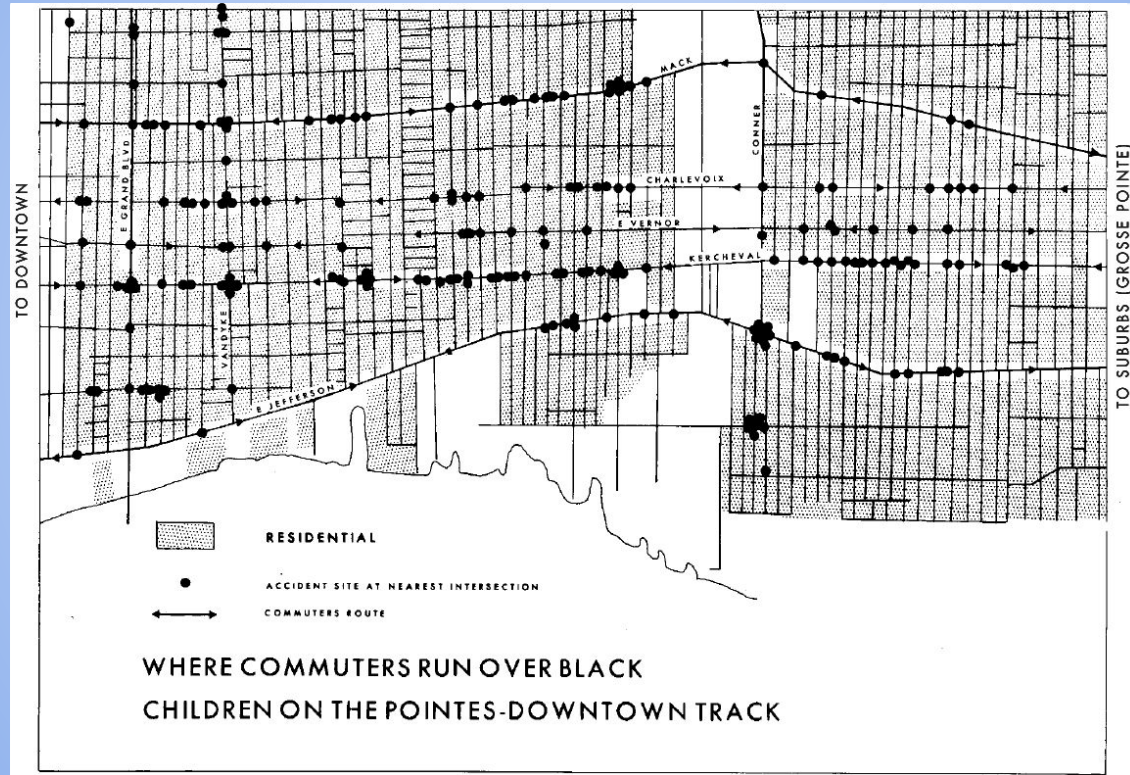 MACK
CONNER
E GRAND BLVD
CHARLEVOIX
E VERNOR
KERCHEVAL
VANDYKE
E JEFFERSON
TO DOWNTOWN
TO SUBURBS [GROSSE POINTE]
RESIDENTIAL
ACCIDENT SITE AT NEAREST INTERSECTION
COMMUTERS ROUTE
WHERE COMMUTERS RUN OVER BLACK
CHILDREN ON THE POINTES-DOWNTOWN TRACK